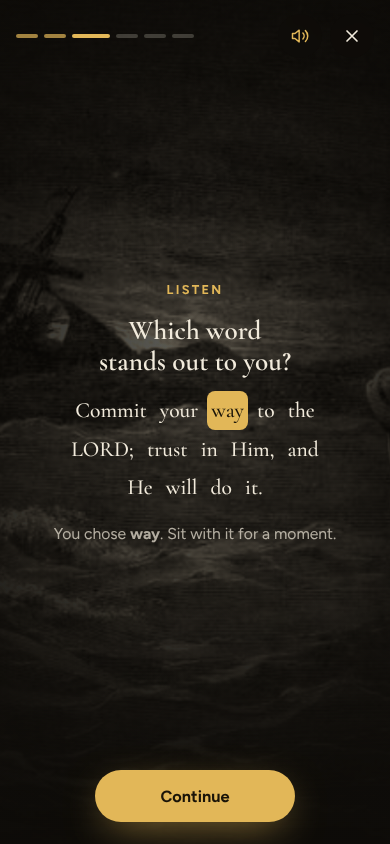 LISTEN
Which word
stands out to you?
Commit your way to the
LORD; trust in Him, and
He will do it.
You chose way. Sit with it for a moment.
Continue